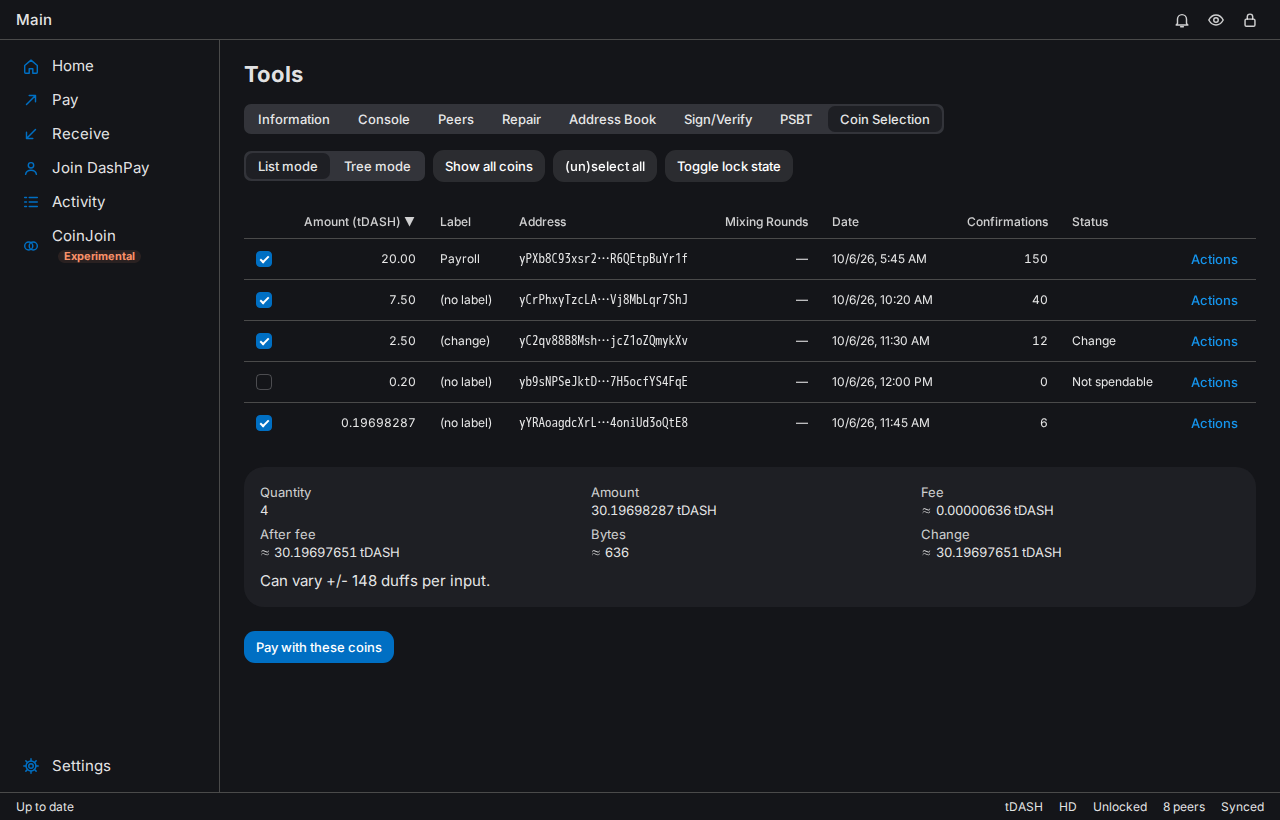 Main
Home
Pay
Receive
Join DashPay
Activity
CoinJoin
Experimental
Settings
Tools
Information Console Peers Repair Address Book Sign/Verify PSBT Coin Selection
List mode Tree mode Show all coins (un)select all Toggle lock state
Amount (tDASH) ▼ Label Address Mixing Rounds Date Confirmations Status
20.00 Payroll yPXb8C93xsr2⋯R6QEtpBuYr1f — 10/6/26, 5:45 AM 150 Actions
7.50 (no label) yCrPhxyTzcLA⋯Vj8MbLqr7ShJ — 10/6/26, 10:20 AM 40 Actions
2.50 (change) yC2qv88B8Msh⋯jcZ1oZQmykXv — 10/6/26, 11:30 AM 12 Change Actions
0.20 (no label) yb9sNPSeJktD⋯7H5ocfYS4FqE — 10/6/26, 12:00 PM 0 Not spendable Actions
0.19698287 (no label) yYRAoagdcXrL⋯4oniUd3oQtE8 — 10/6/26, 11:45 AM 6 Actions
Quantity Amount Fee
4 30.19698287 tDASH ≈ 0.00000636 tDASH
After fee Bytes Change
≈ 30.19697651 tDASH ≈ 636 ≈ 30.19697651 tDASH
Can vary +/- 148 duffs per input.
Pay with these coins
Up to date tDASH HD Unlocked 8 peers Synced